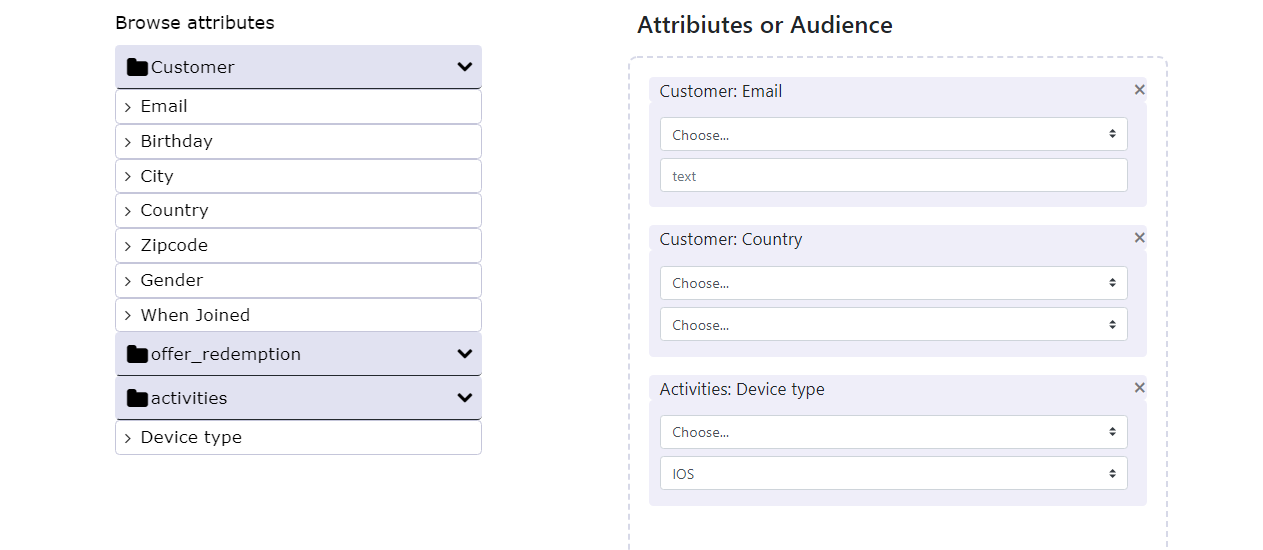 Browse attributes
Customer
Email
Birthday
City
Country
Zipcode
Gender
When Joined
offer_redemption
activities
Device type
Attribiutes or Audience
Customer: Email
Choose...
text
Customer: Country
Choose...
Choose...
Activities: Device type
Choose...
IOS